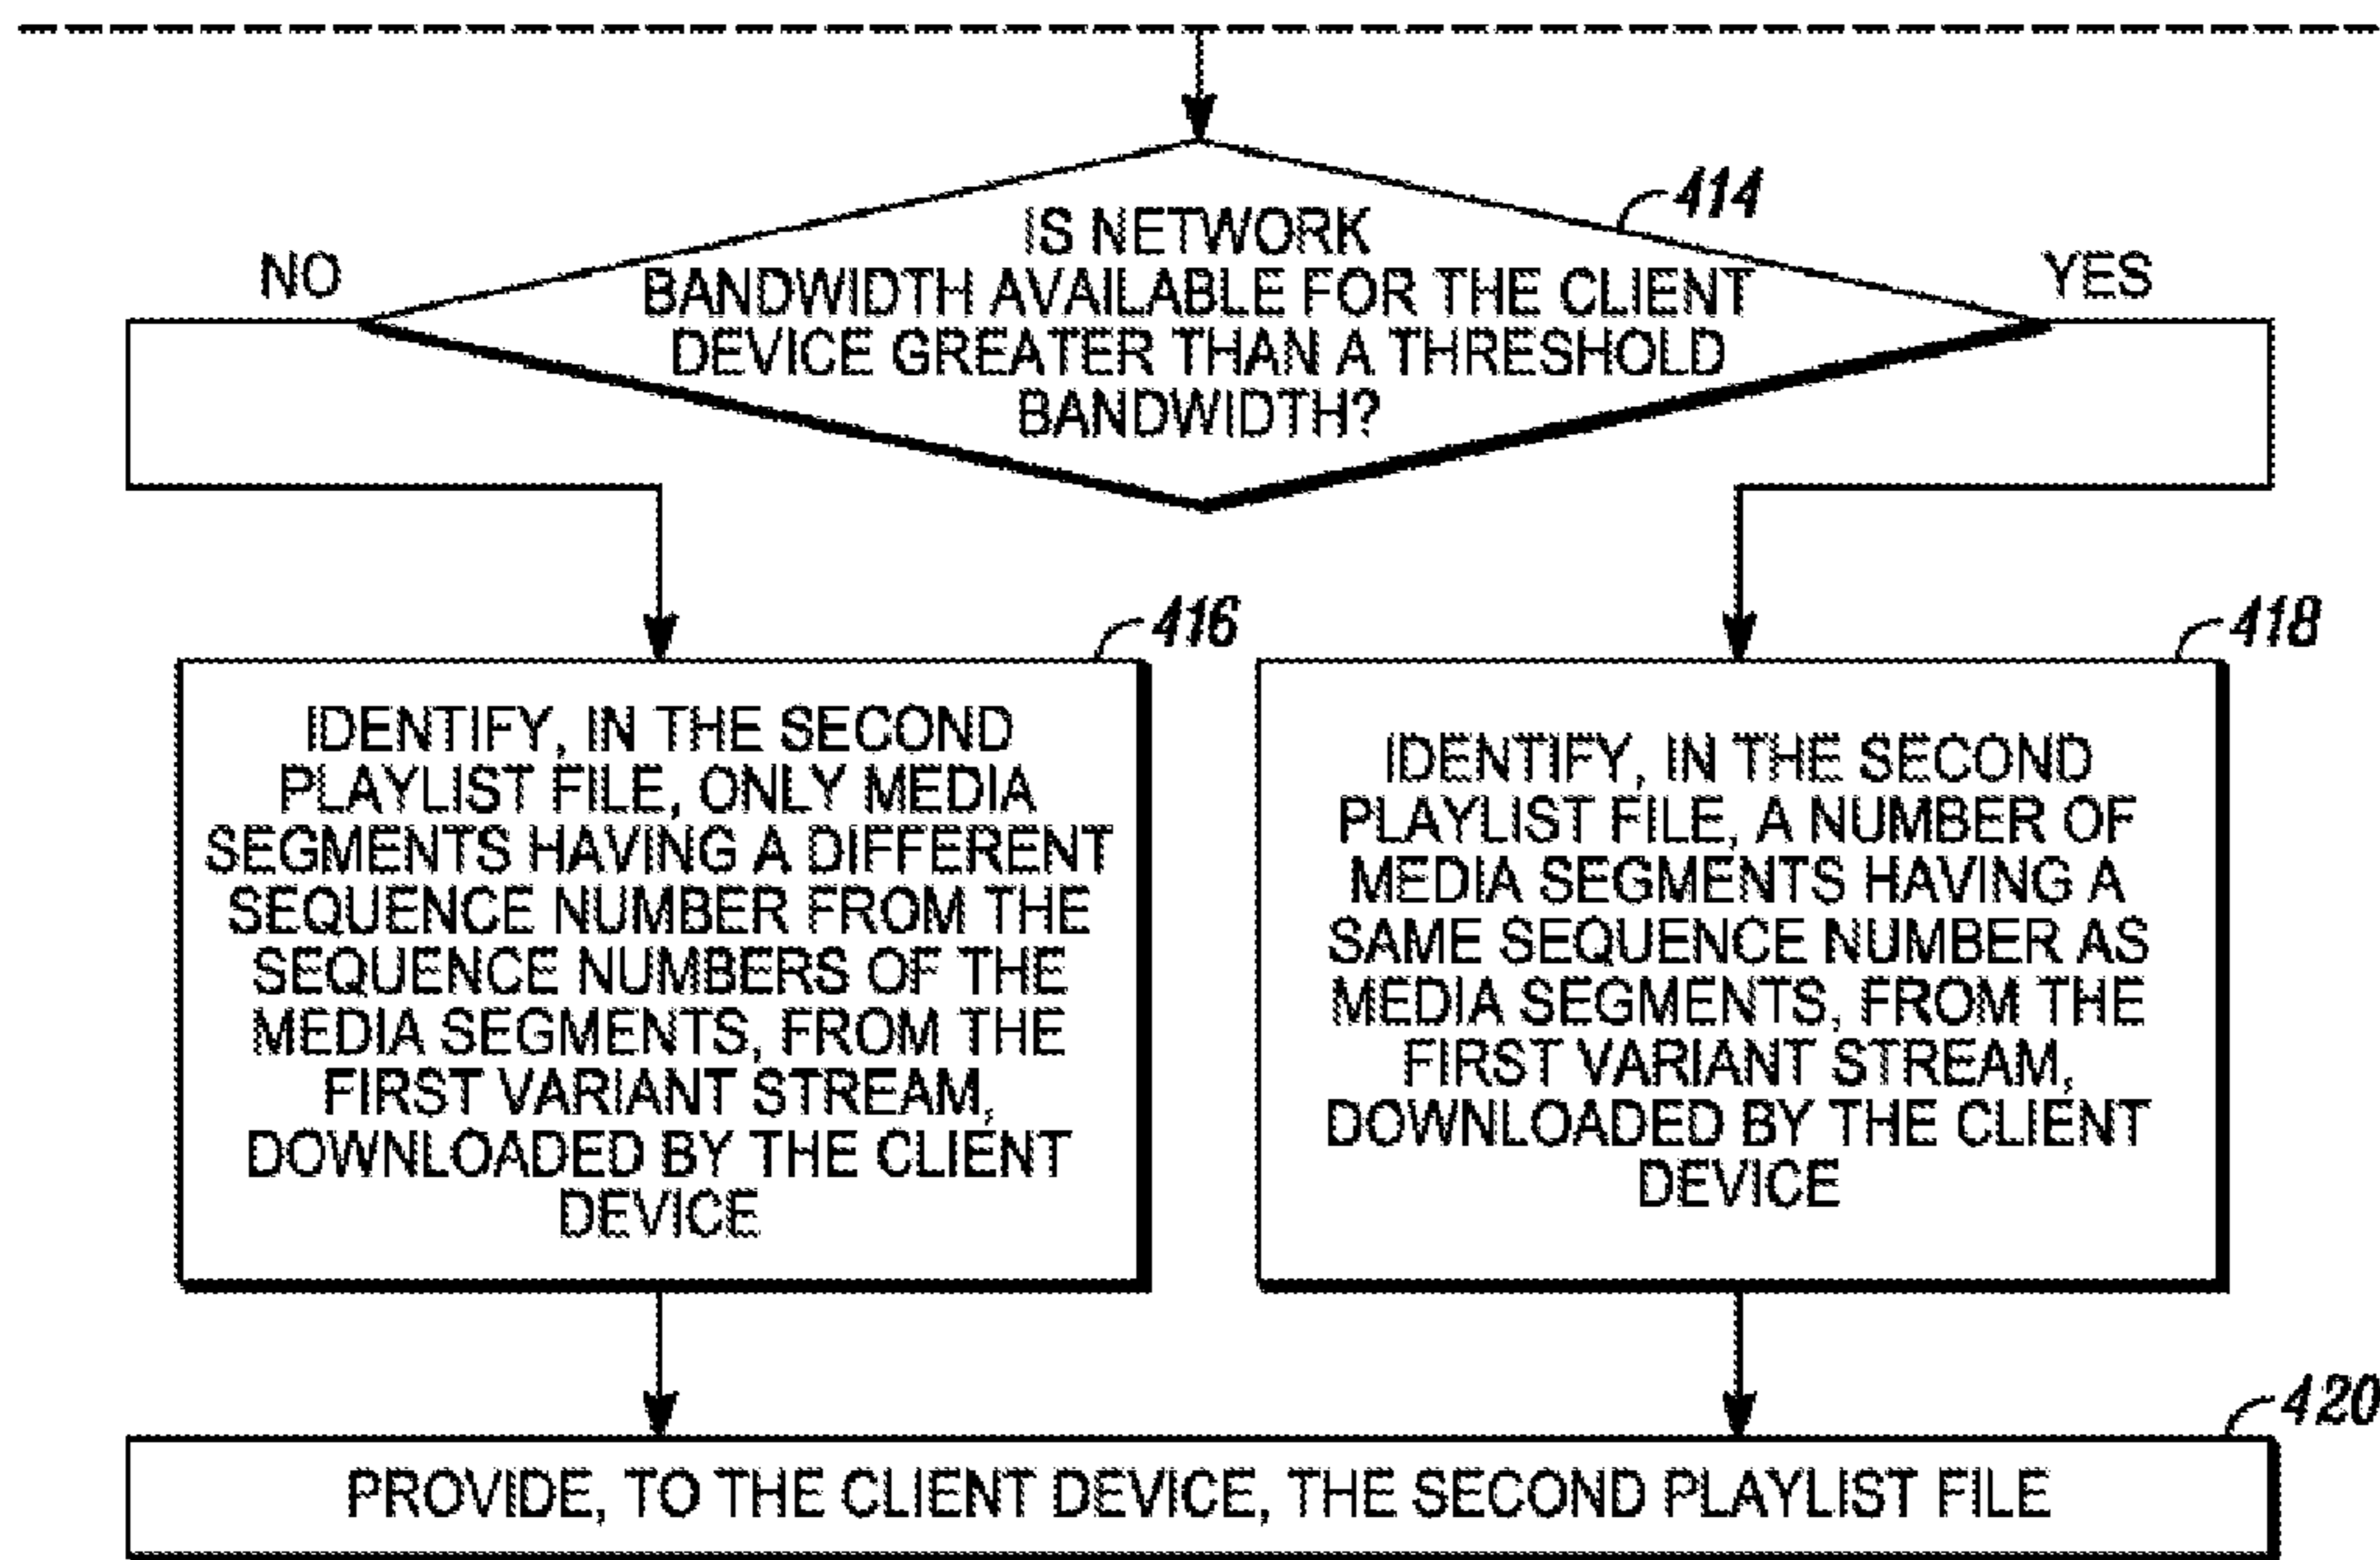 414
IS NETWORK
BANDWIDTH AVAILABLE FOR THE CLIENT
DEVICE GREATER THAN A THRESHOLD
BANDWIDTH?
NO
YES
416
IDENTIFY, IN THE SECOND
PLAYLIST FILE, ONLY MEDIA
SEGMENTS HAVING A DIFFERENT
SEQUENCE NUMBER FROM THE
SEQUENCE NUMBERS OF THE
MEDIA SEGMENTS, FROM THE
FIRST VARIANT STREAM,
DOWNLOADED BY THE CLIENT
DEVICE
418
IDENTIFY, IN THE SECOND
PLAYLIST FILE, A NUMBER OF
MEDIA SEGMENTS HAVING A
SAME SEQUENCE NUMBER AS
MEDIA SEGMENTS, FROM THE
FIRST VARIANT STREAM,
DOWNLOADED BY THE CLIENT
DEVICE
420
PROVIDE, TO THE CLIENT DEVICE, THE SECOND PLAYLIST FILE